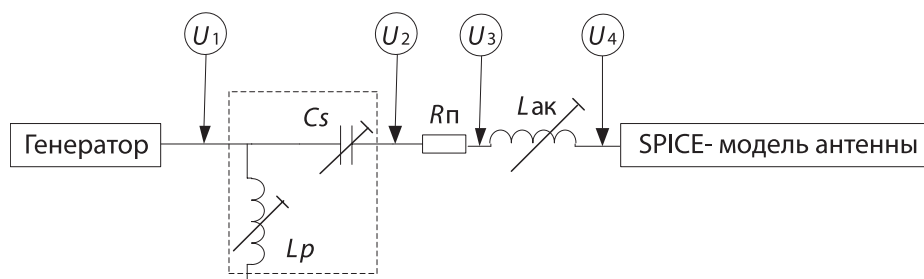 U1
U2
U3
U4
Cs
Rп
Lак
Генератор
SPICE- модель антенны
Lp